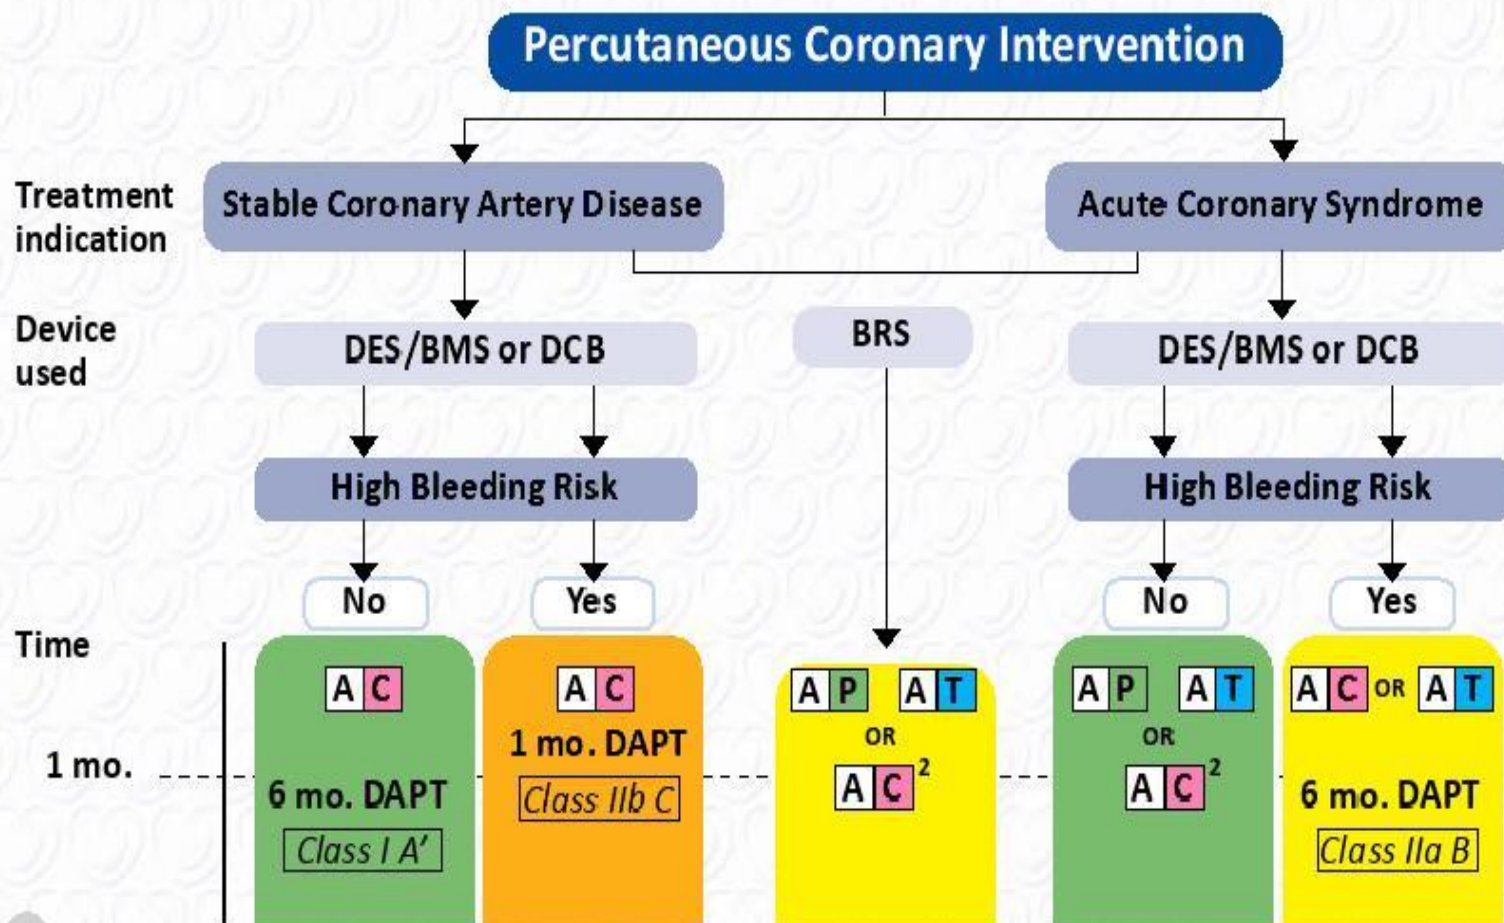 Percutaneous Coronary Intervention
Treatment
indication
Stable Coronary Artery Disease
Acute Coronary Syndrome
Device
used
DES/BMS or DCB
BRS
DES/BMS or DCB
High Bleeding Risk
High Bleeding Risk
No
Yes
No
Yes
Time
A C
A C
A P A T
A P A T
A C OR A T
OR
OR
1 mo. DAPT
1 mo.
A C 2
A C 2
6 mo. DAPT
Class IIb C
6 mo. DAPT
Class I A’
Class IIa B